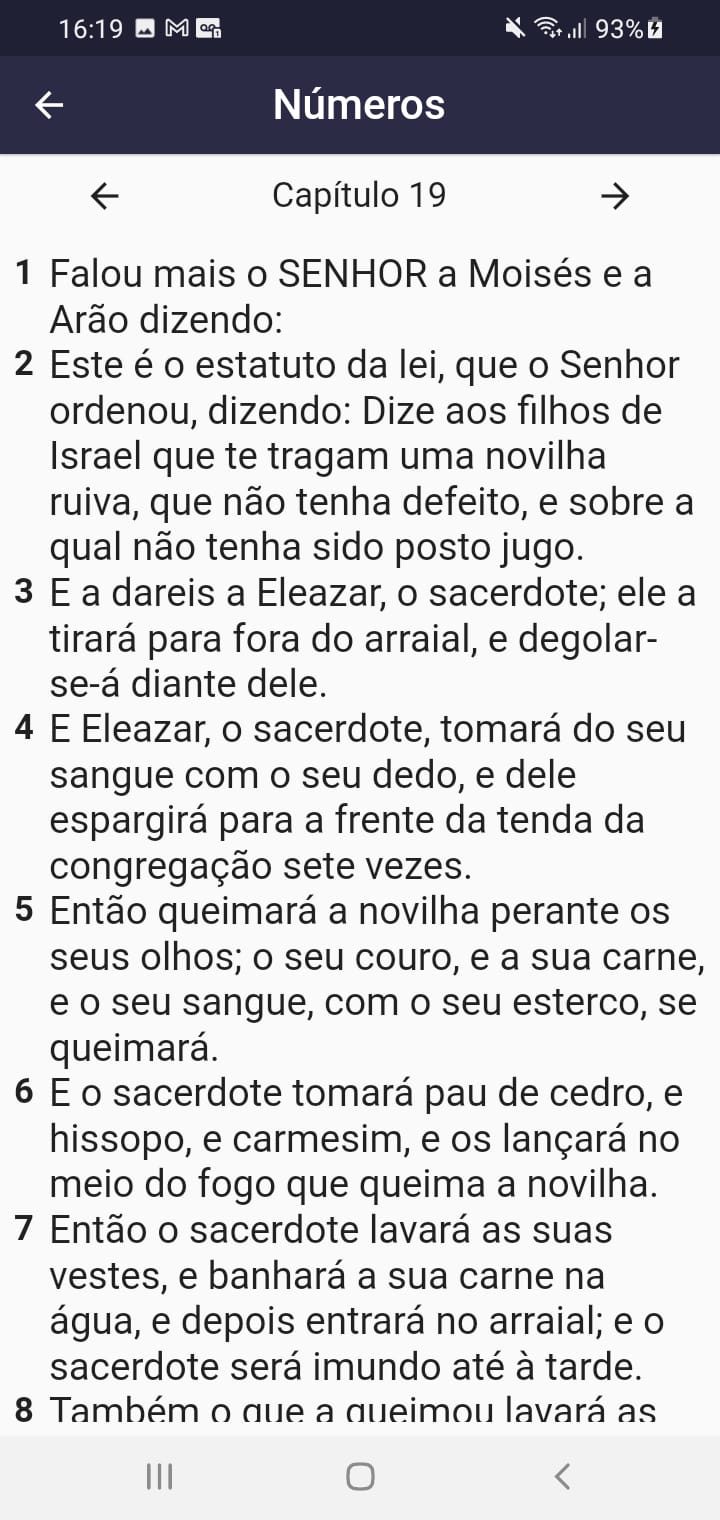 16:19 93%
Números
Capítulo 19
1 Falou mais o SENHOR a Moisés e a
Arão dizendo:
2 Este é o estatuto da lei, que o Senhor
ordenou, dizendo: Dize aos filhos de
Israel que te tragam uma novilha
ruiva, que não tenha defeito, e sobre a
qual não tenha sido posto jugo.
3 E a dareis a Eleazar, o sacerdote; ele a
tirará para fora do arraial, e degolar-
se-á diante dele.
4 E Eleazar, o sacerdote, tomará do seu
sangue com o seu dedo, e dele
espargirá para a frente da tenda da
congregação sete vezes.
5 Então queimará a novilha perante os
seus olhos; o seu couro, e a sua carne,
e o seu sangue, com o seu esterco, se
queimará.
6 E o sacerdote tomará pau de cedro, e
hissopo, e carmesim, e os lançará no
meio do fogo que queima a novilha.
7 Então o sacerdote lavará as suas
vestes, e banhará a sua carne na
água, e depois entrará no arraial; e o
sacerdote será imundo até à tarde.
8 Também o que a queimou lavará as